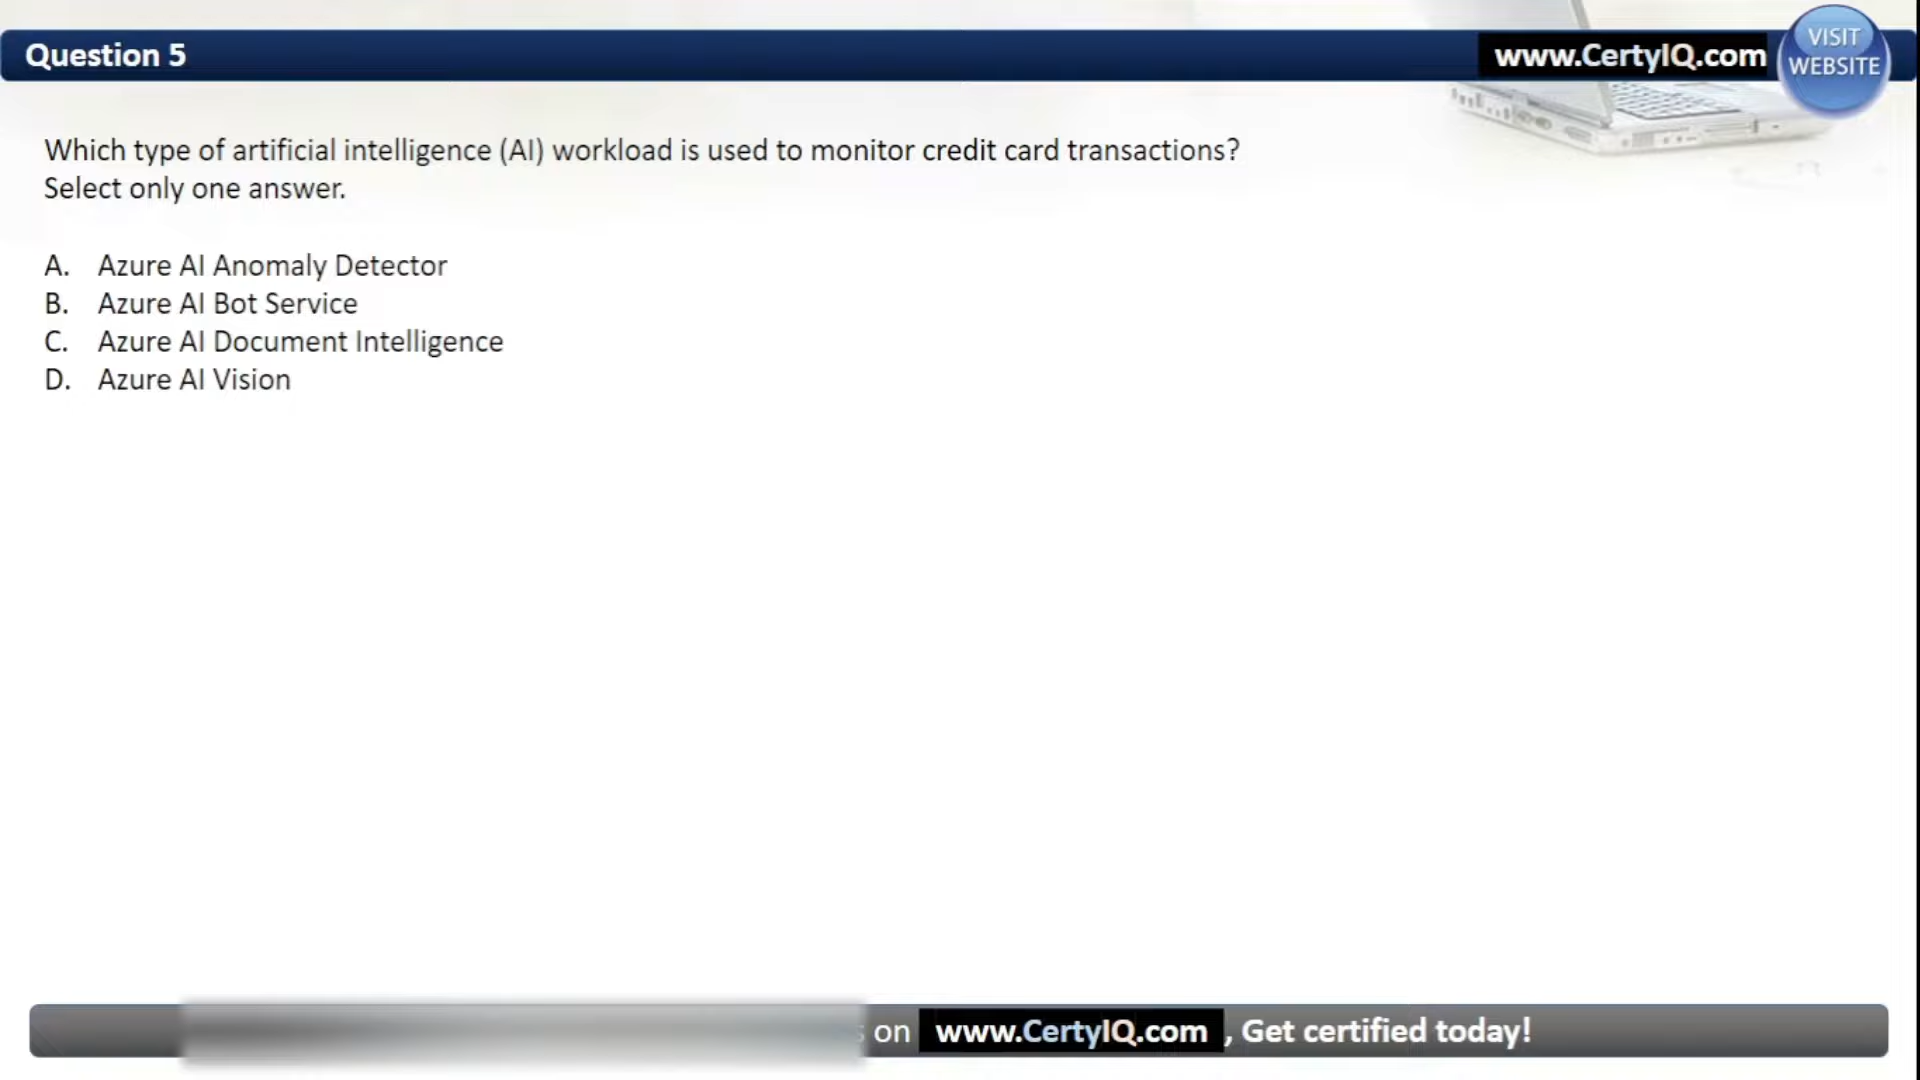 Question 5
www.CertyIQ.com
VISIT
WEBSITE
Which type of artificial intelligence (AI) workload is used to monitor credit card transactions?
Select only one answer.
A. Azure AI Anomaly Detector
B. Azure AI Bot Service
C. Azure AI Document Intelligence
D. Azure AI Vision
on www.CertyIQ.com , Get certified today!